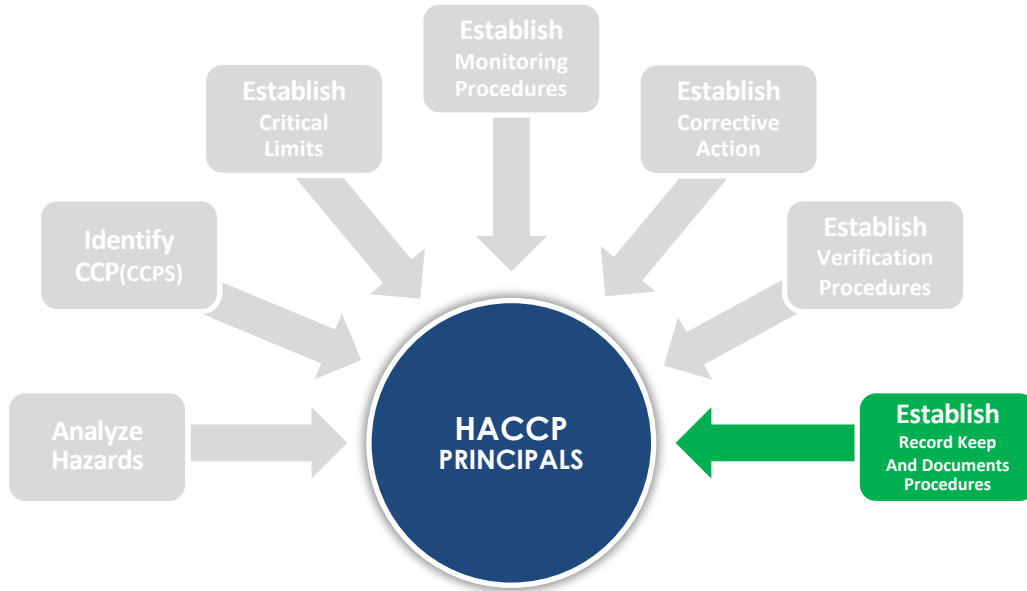 Analyze
Hazards
Identify
CCP(CCPS)
Establish
Critical
Limits
Establish
Monitoring
Procedures
Establish
Corrective
Action
Establish
Verification
Procedures
Establish
Record Keep
And Documents
Procedures
HACCP
PRINCIPALS